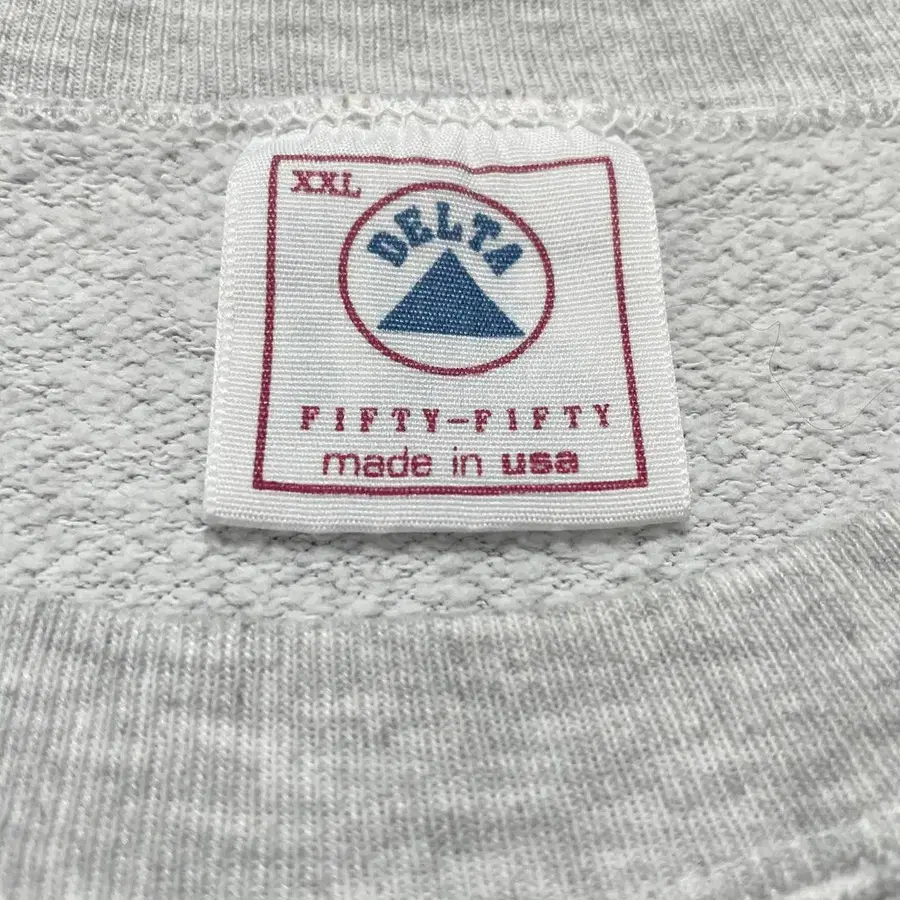 XXL
DELTA
FIFTY-FIFTY
made in usa